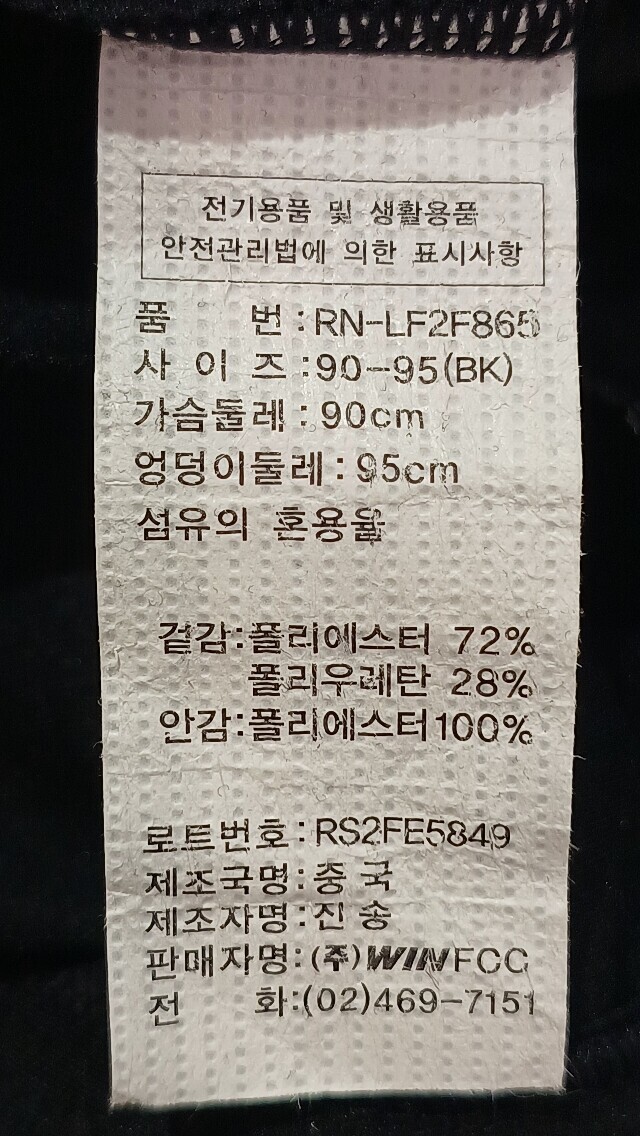 전기용품 및 생활용품
안전관리법에 의한 표시사항
품 번 : RN-LF2F865
사 이 즈 : 90-95(BK)
가슴둘레 : 90cm
엉덩이둘레 : 95cm
섬유의 혼용율
겉감:폴리에스터 72%
폴리우레탄 28%
안감:폴리에스터100%
로트번호:RS2FE5849
제조국명:중 국
제조자명:진 송
판매자명:(주)WINFCC
전 화:(02)469-7151